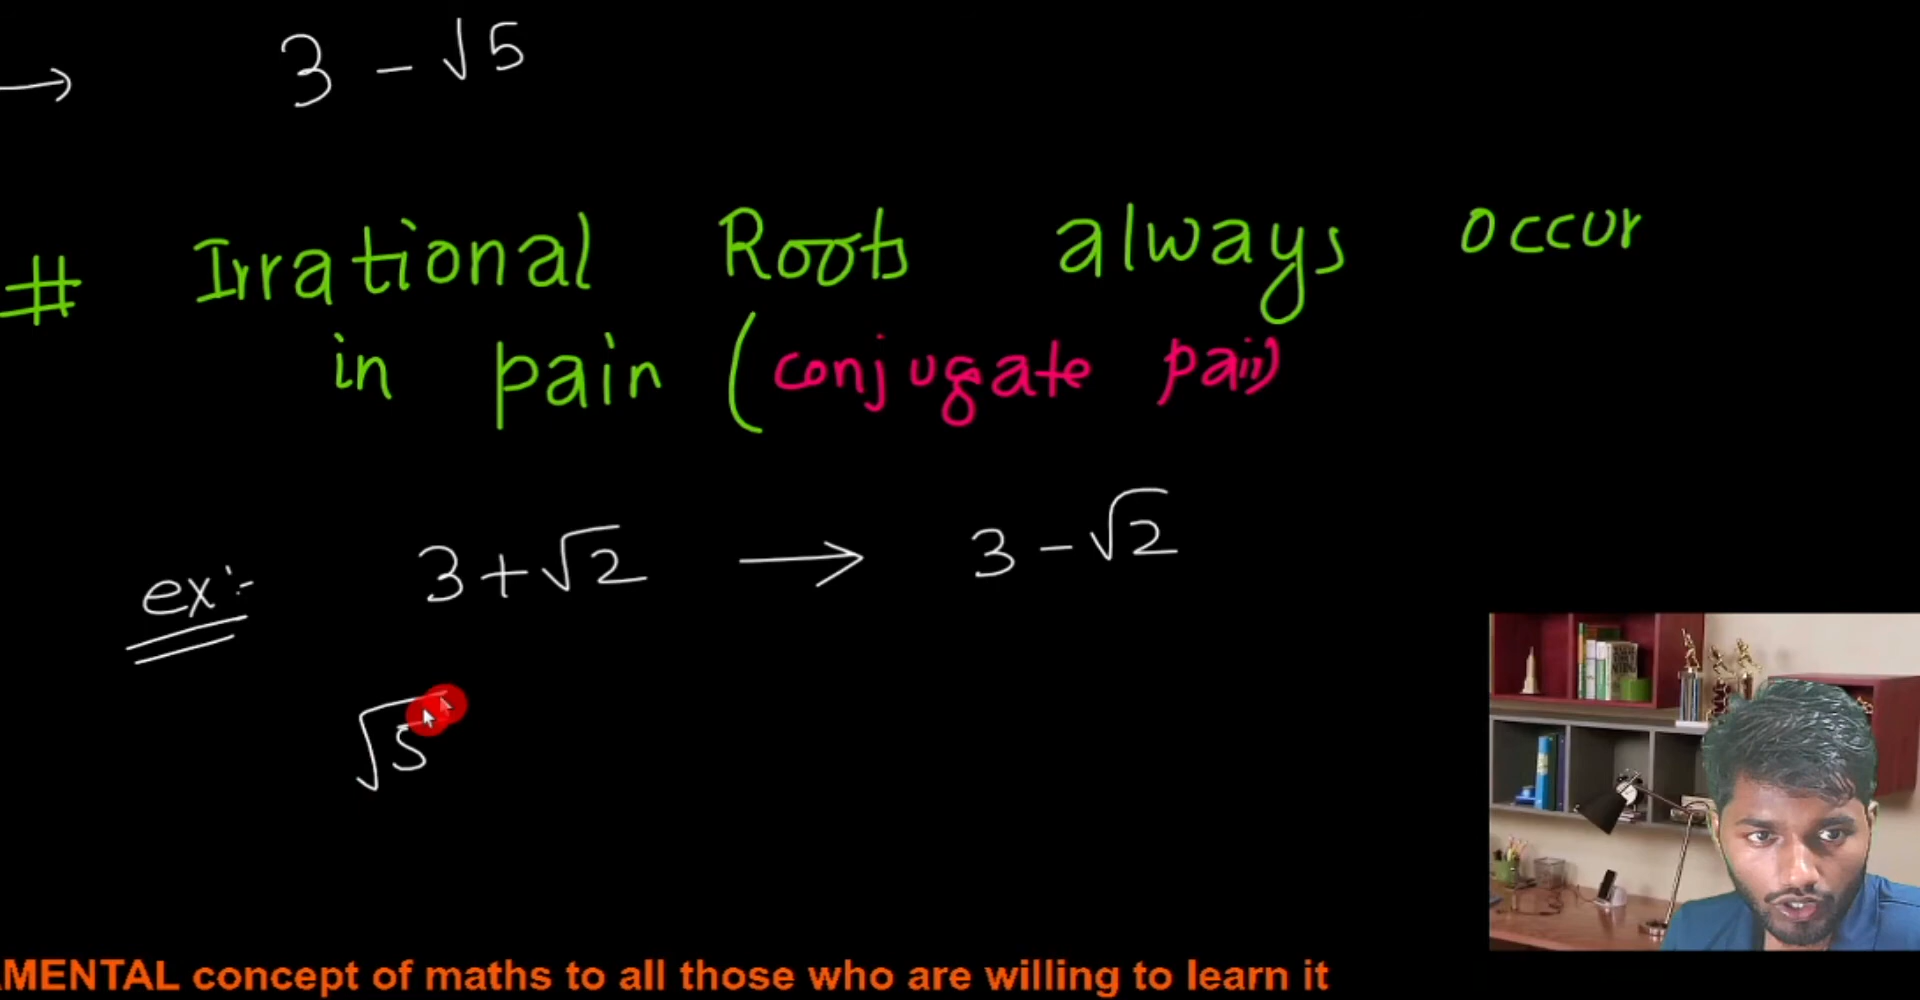 → 3 - √5
# Irrational Roots always occur
in pain (conjugate pair)
ex:- 3+√2 → 3-√2
√5
AMENTAL concept of maths to all those who are willing to learn it